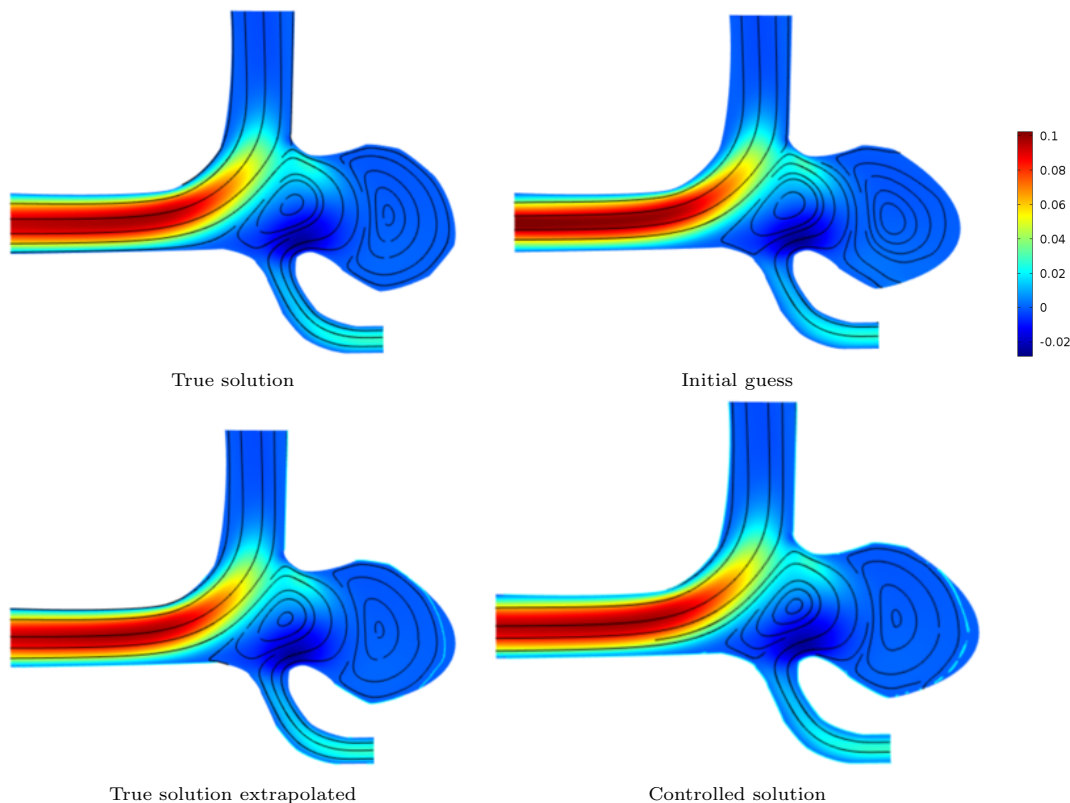 0.1
0.08
0.06
0.04
0.02
0
-0.02
True solution
Initial guess
True solution extrapolated
Controlled solution